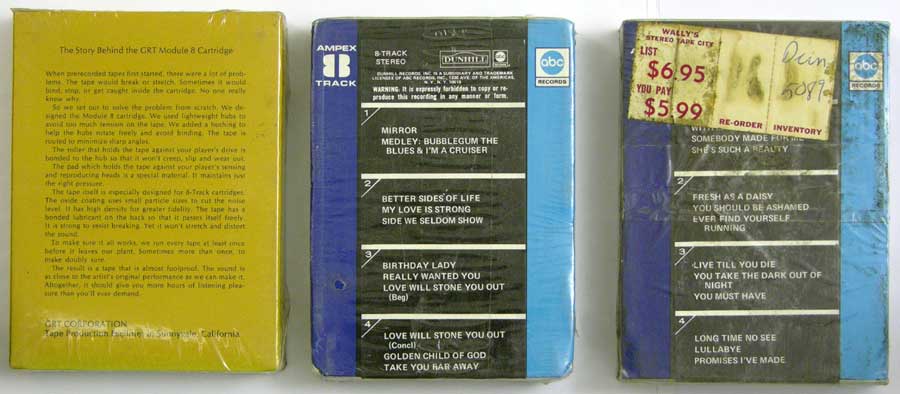 The Story Behind the GRT Module 8 Cartridge
When prerecorded tapes first started, there were a lot of prob-
lems. The tape would break or stretch. Sometimes it would
bind, stop, or get caught inside the cartridge. No one really
knew why.
So we set out to solve the problem from scratch. We de-
signed the Module 8 cartridge. We used lightweight hubs to
avoid too much tension on the tape. We added a bushing to
help the hubs rotate freely and avoid binding. The tape is
routed to minimize sharp angles.
The roller that holds the tape against your player's drive is
bonded to the hub so that it won't creep, slip and wear out.
The pad which holds the tape against your player's sensing
and reproducing heads is a special material. It maintains just
the right pressure.
The tape itself is especially designed for 8-Track cartridges.
The oxide coating uses small particle sizes to cut the noise
level. It has high density for greater fidelity. The tape has a
bonded lubricant on the back so that it passes itself freely.
It is strong to resist breaking. Yet it won't stretch and distort
the sound.
To make sure it all works, we run every tape at least once
before it leaves our plant. Sometimes more than once, to
make doubly sure.
The result is a tape that is almost foolproof. The sound is
as close to the artist's original performance as we can make it.
Altogether, it should give you more hours of listening plea-
sure than you'll ever demand.
GRT CORPORATION
Tape Production Facilities in Sunnyvale, California
AMPEX
8
TRACK
8-TRACK
STEREO
DUNHILL
abc
DUNHILL RECORDS, INC. IS A SUBSIDIARY AND TRADEMARK
LICENSEE OF ABC RECORDS, INC., 1330 AVE. OF THE AMERICAS,
N. Y., N. Y. 10019
WARNING: It is expressly forbidden to copy or re-
produce this recording in any manner or form.
abc
RECORDS
1
MIRROR
MEDLEY: BUBBLEGUM THE
BLUES & I'M A CRUISER
2
BETTER SIDES OF LIFE
MY LOVE IS STRONG
SIDE WE SELDOM SHOW
3
BIRTHDAY LADY
REALLY WANTED YOU
LOVE WILL STONE YOU OUT
(Beg)
4
LOVE WILL STONE YOU OUT
(Concl)
GOLDEN CHILD OF GOD
TAKE YOU FAR AWAY
WALLY'S
STEREO TAPE CITY
LIST
$6.95
YOU PAY
$5.99
RE-ORDER
Dun
5089
INVENTORY
abc
RECORDS
SOMEBODY MADE FOR ME
SHE'S SUCH A BEAUTY
2
FRESH AS A DAISY
YOU SHOULD BE ASHAMED
EVER FIND YOURSELF
RUNNING
3
LIVE TILL YOU DIE
YOU TAKE THE DARK OUT OF
NIGHT
YOU MUST HAVE
4
LONG TIME NO SEE
LULLABYE
PROMISES I'VE MADE